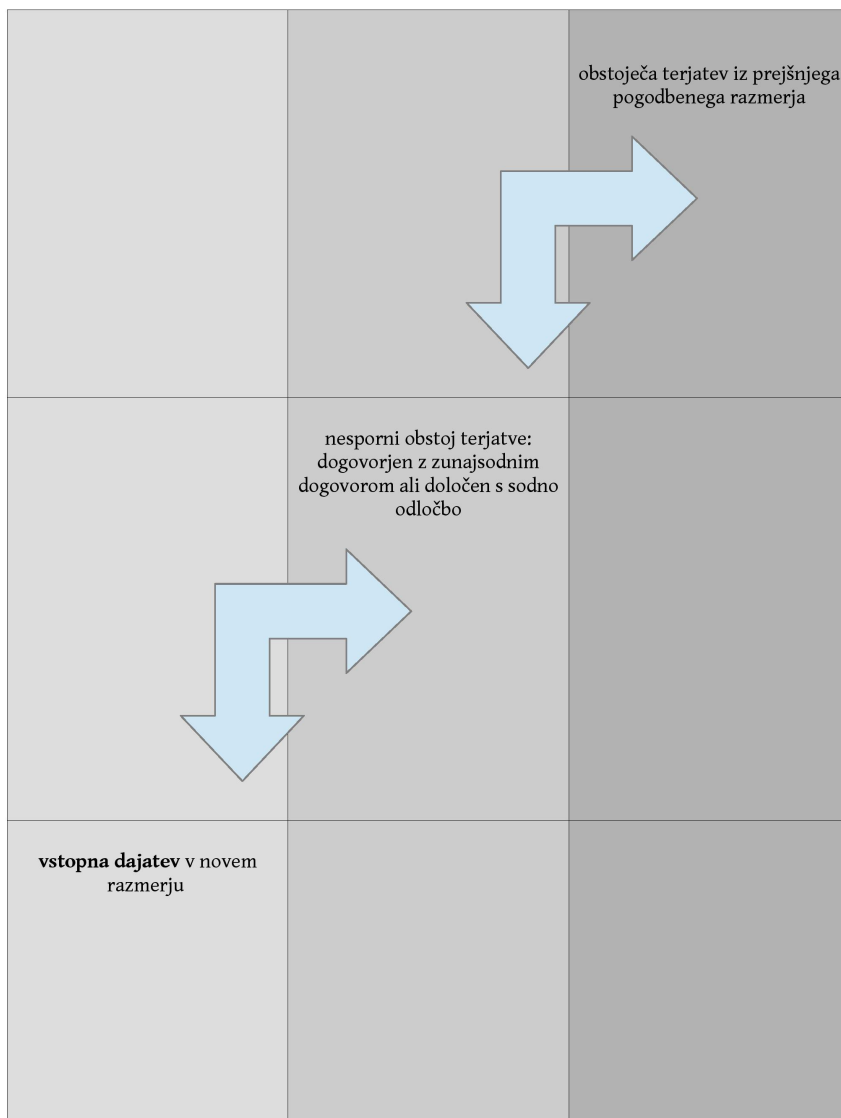 obstoječa terjatev iz prejšnjega
pogodbenega razmerja
nesporni obstoj terjatve:
dogovorjen z zunajsodnim
dogovorom ali določen s sodno
odločbo
vstopna dajatev v novem
razmerju